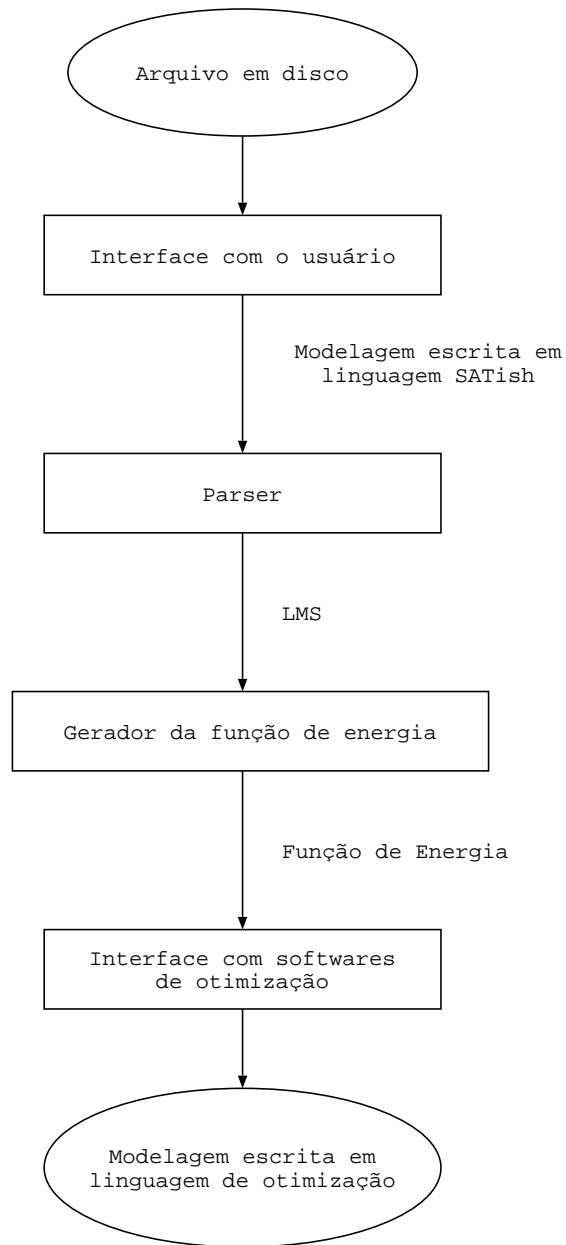 Arquivo em disco
Interface com o usuário
Modelagem escrita em
linguagem SATish
Parser
LMS
Gerador da função de energia
Função de Energia
Interface com softwares
de otimização
Modelagem escrita em
linguagem de otimização